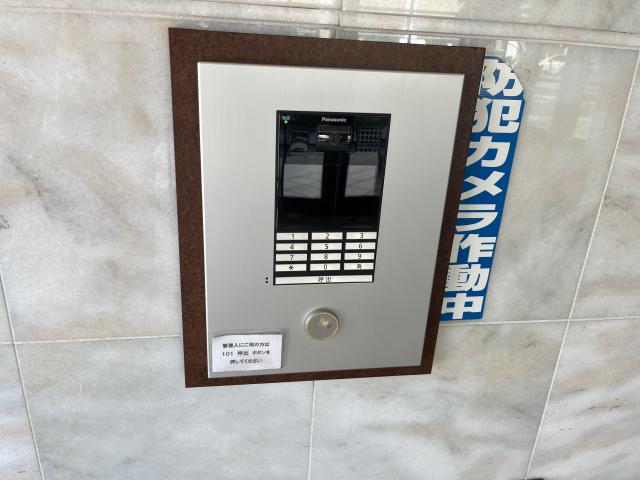 Panasonic
1 2 3
4 5 6
7 8 9
* 0 消
呼出
管理人にご用の方は
101 呼出 ボタンを
押してください
防犯カメラ作動中